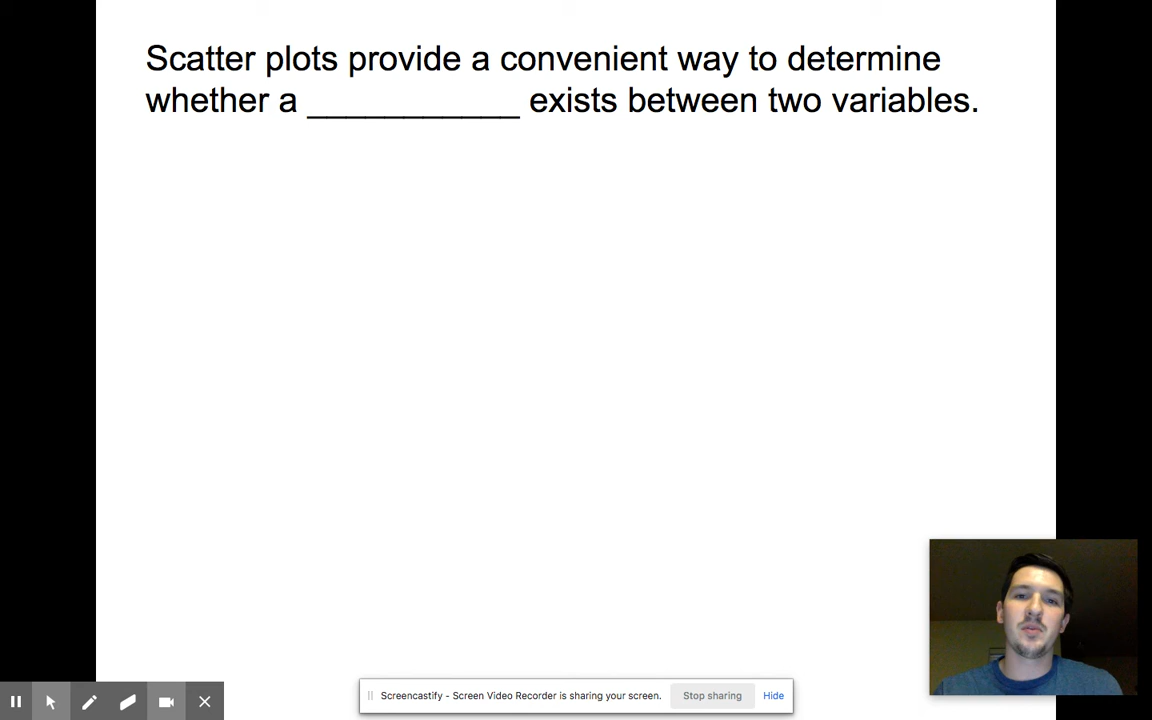 Scatter plots provide a convenient way to determine
whether a ___________ exists between two variables.
Screencastify - Screen Video Recorder is sharing your screen. Stop sharing Hide